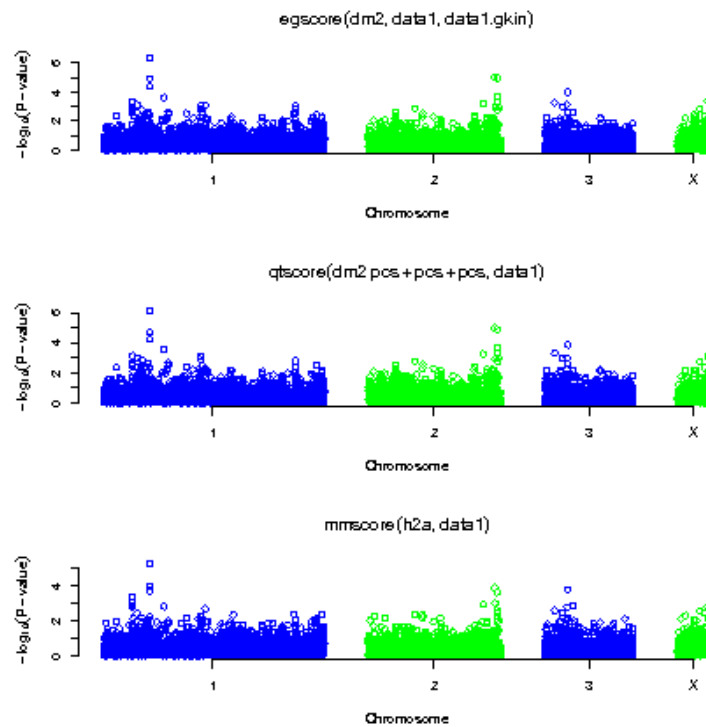 egscore(dm2, data1, data1.gkin)
-log10(P-value)
0 2 4 6
1 2 3 X
Chromosome
qtscore(dm2 pcs+pcs+pcs, data1)
-log10(P-value)
0 2 4 6
1 2 3 X
Chromosome
mmscore(h2a, data1)
-log10(P-value)
0 2 4
1 2 3 X
Chromosome